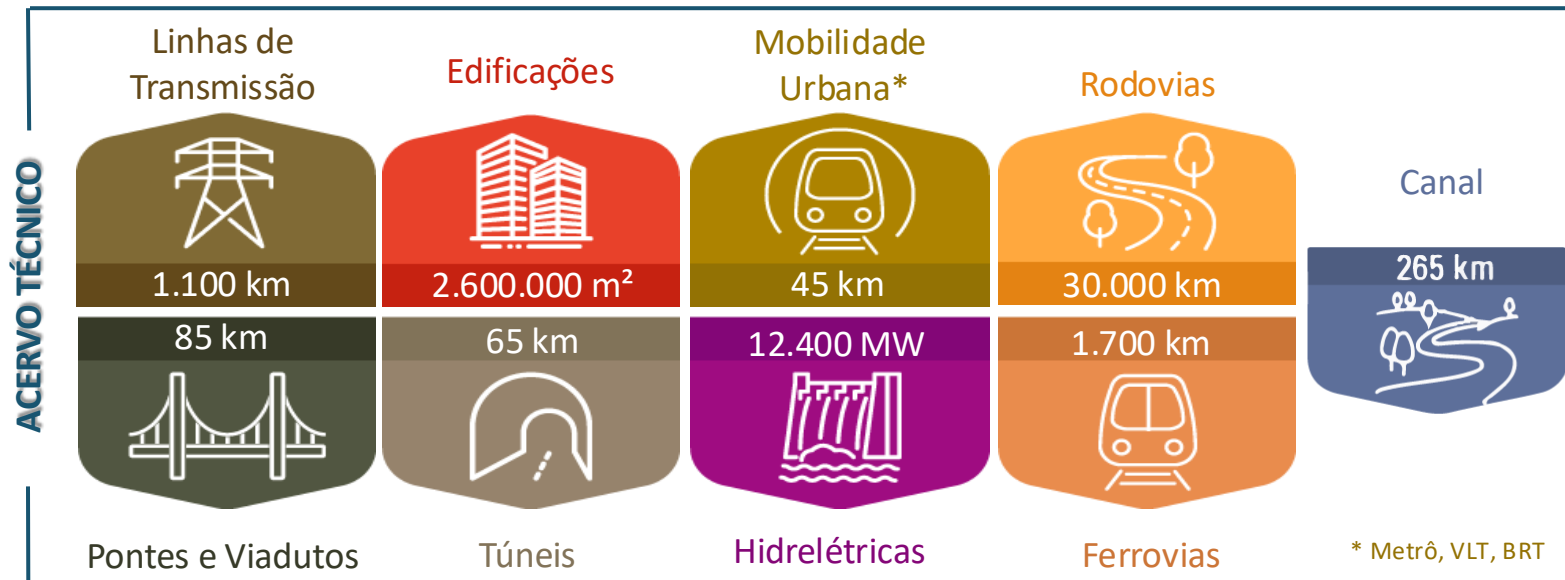 ACERVO TÉCNICO
Linhas de
Transmissão
1.100 km
Edificações
2.600.000 m²
Mobilidade
Urbana*
45 km
Rodovias
30.000 km
Canal
265 km
85 km
Pontes e Viadutos
65 km
Túneis
12.400 MW
Hidrelétricas
1.700 km
Ferrovias
* Metrô, VLT, BRT